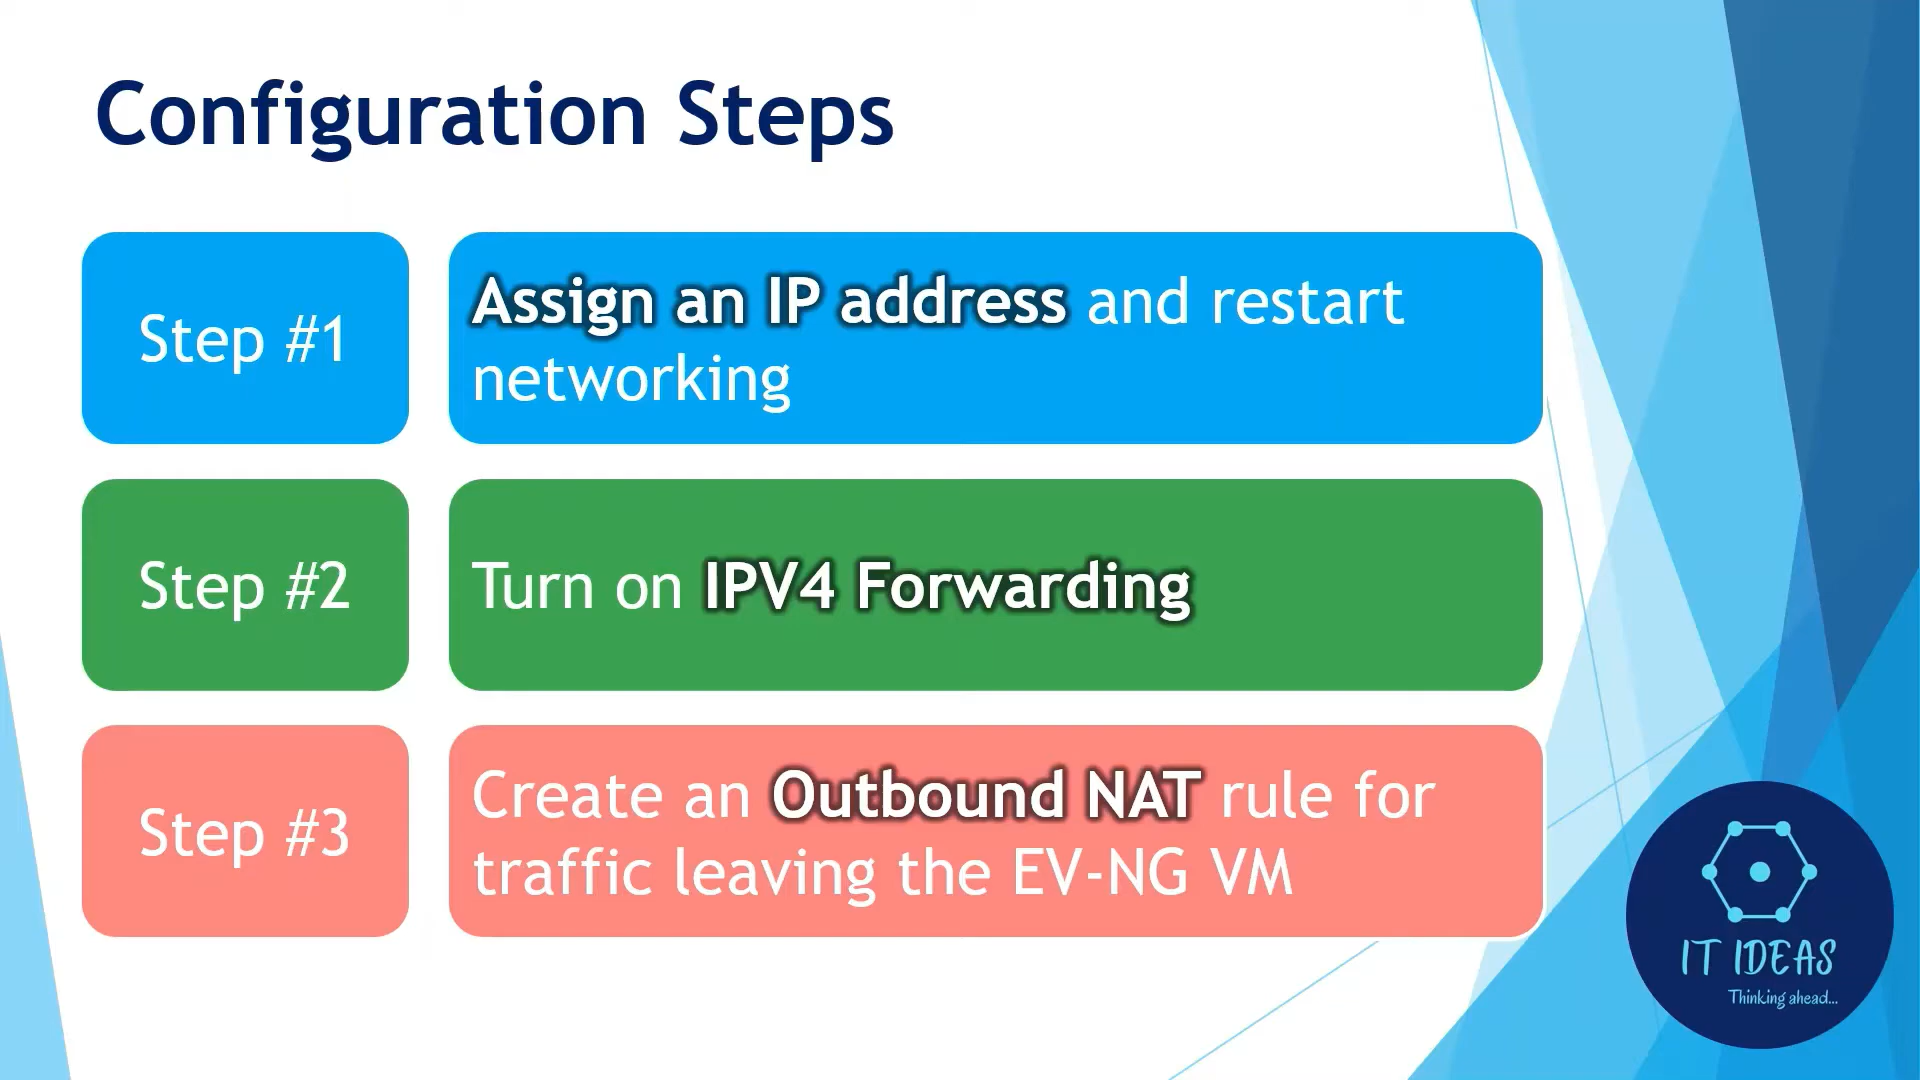 Configuration Steps
Step #1
Assign an IP address and restart
networking
Step #2
Turn on IPV4 Forwarding
Step #3
Create an Outbound NAT rule for
traffic leaving the EV-NG VM
IT IDEAS
Thinking ahead...